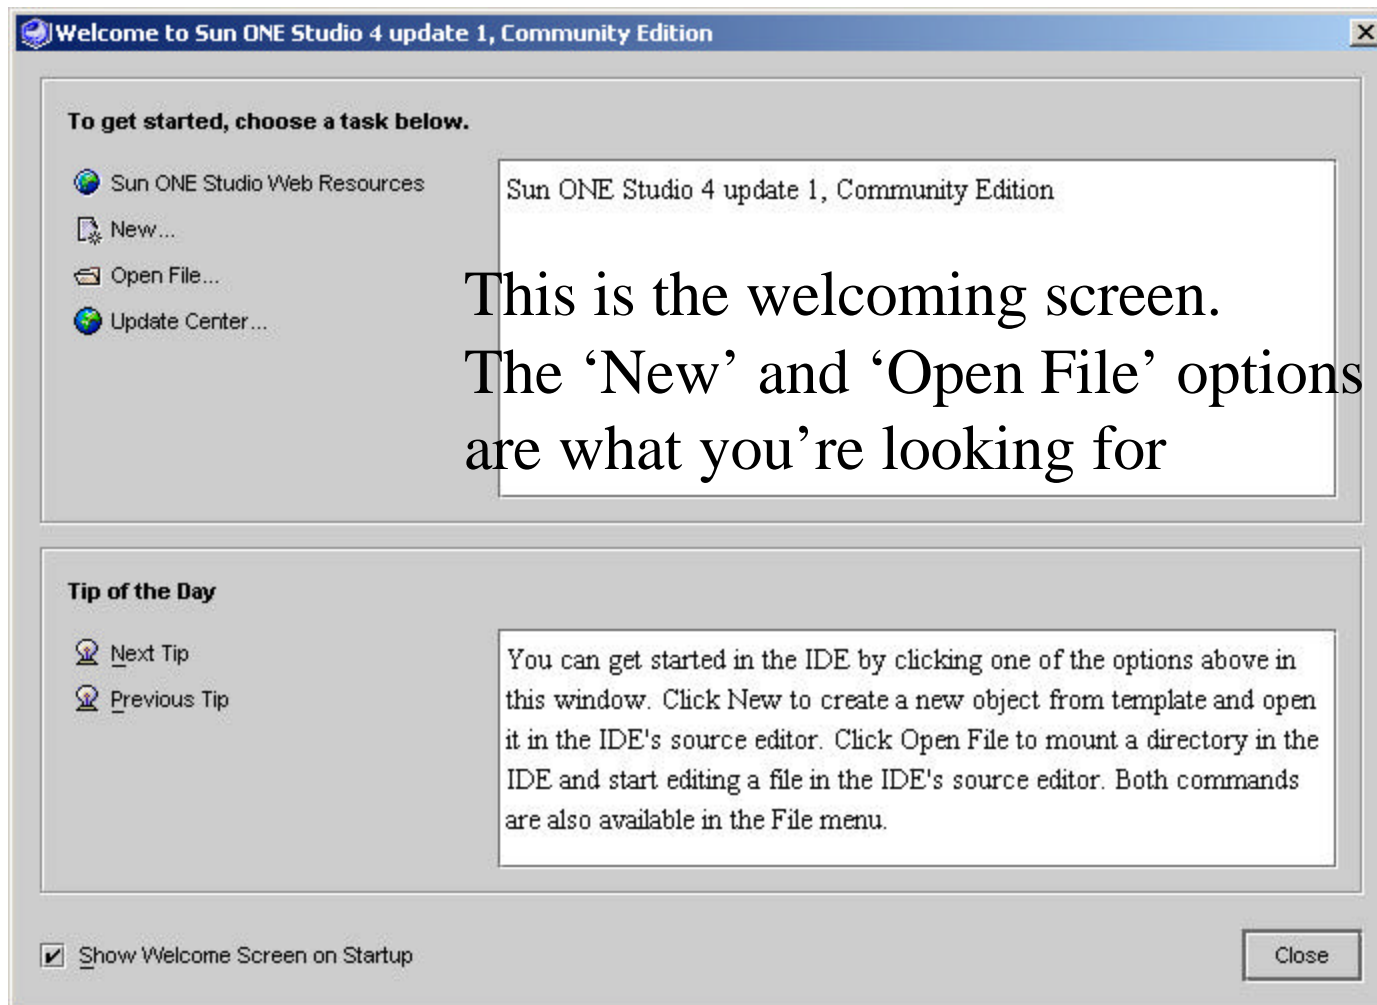 Welcome to Sun ONE Studio 4 update 1, Community Edition
To get started, choose a task below.
Sun ONE Studio Web Resources
New...
Open File...
Update Center...
Sun ONE Studio 4 update 1, Community Edition
This is the welcoming screen.
The ‘New’ and ‘Open File’ options
are what you’re looking for
Tip of the Day
Next Tip
Previous Tip
You can get started in the IDE by clicking one of the options above in
this window. Click New to create a new object from template and open
it in the IDE's source editor. Click Open File to mount a directory in the
IDE and start editing a file in the IDE's source editor. Both commands
are also available in the File menu.
Show Welcome Screen on Startup
Close